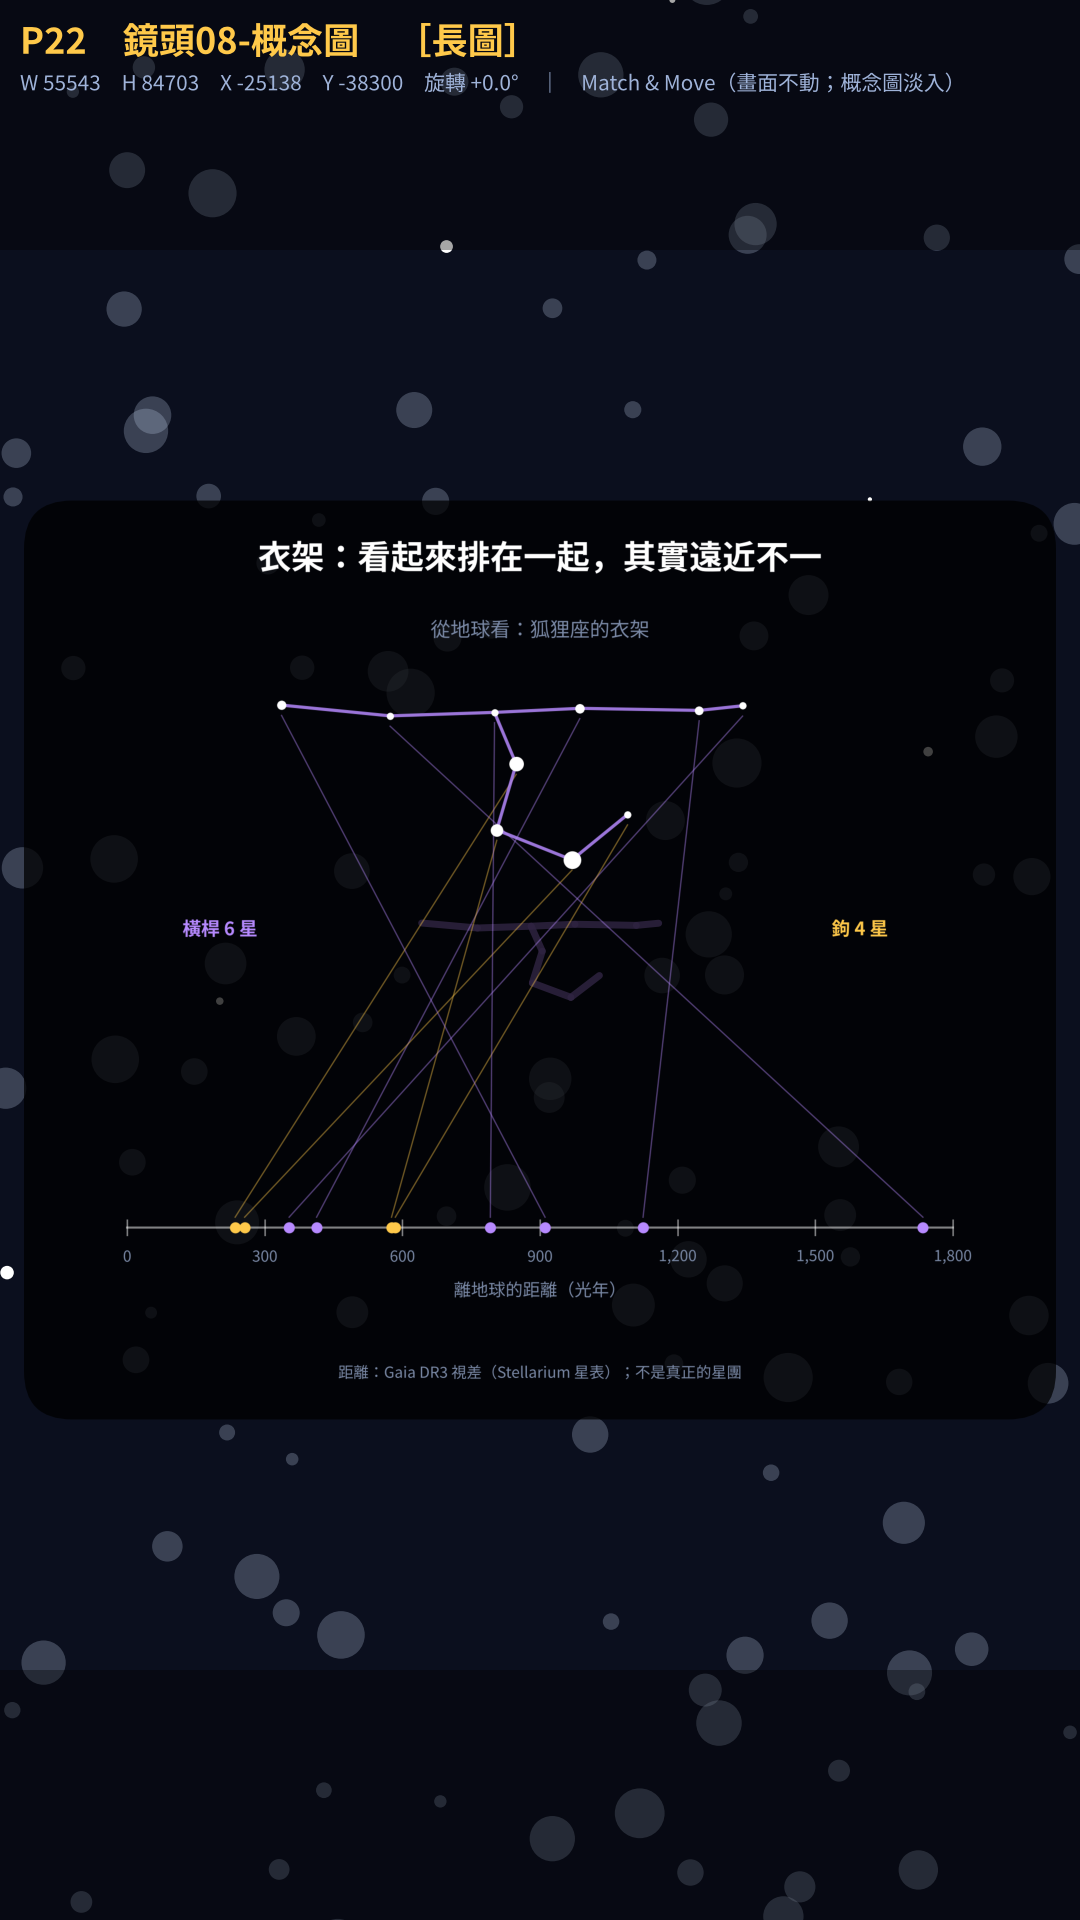 P22 鏡頭08-概念圖 [長圖]
W 55543 H 84703 X -25138 Y -38300 旋轉 +0.0° | Match & Move（畫面不動；概念圖淡入）
衣架：看起來排在一起，其實遠近不一
從地球看：狐狸座的衣架
橫桿 6 星
鉤 4 星
0 300 600 900 1,200 1,500 1,800
離地球的距離（光年）
距離：Gaia DR3 視差（Stellarium 星表）；不是真正的星團